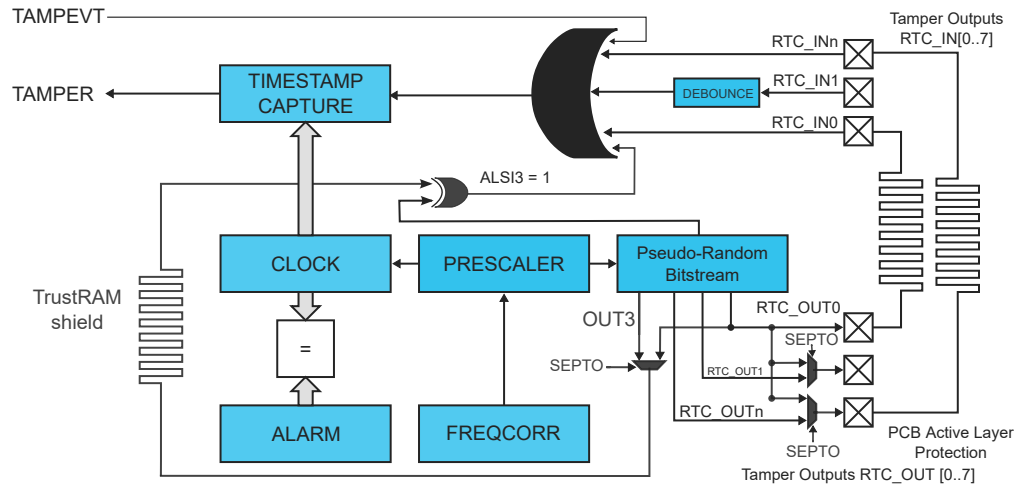 TAMPEVT
Tamper Outputs
RTC_IN[0..7]
RTC_INn
TIMESTAMP
CAPTURE
TAMPER
DEBOUNCE
RTC_IN1
RTC_IN0
ALSI3 = 1
CLOCK
PRESCALER
Pseudo-Random
Bitstream
TrustRAM
shield
OUT3
RTC_OUT0
SEPTO
=
SEPTO
RTC_OUT1
RTC_OUTn
ALARM
FREQCORR
SEPTO
PCB Active Layer
Protection
Tamper Outputs RTC_OUT [0..7]